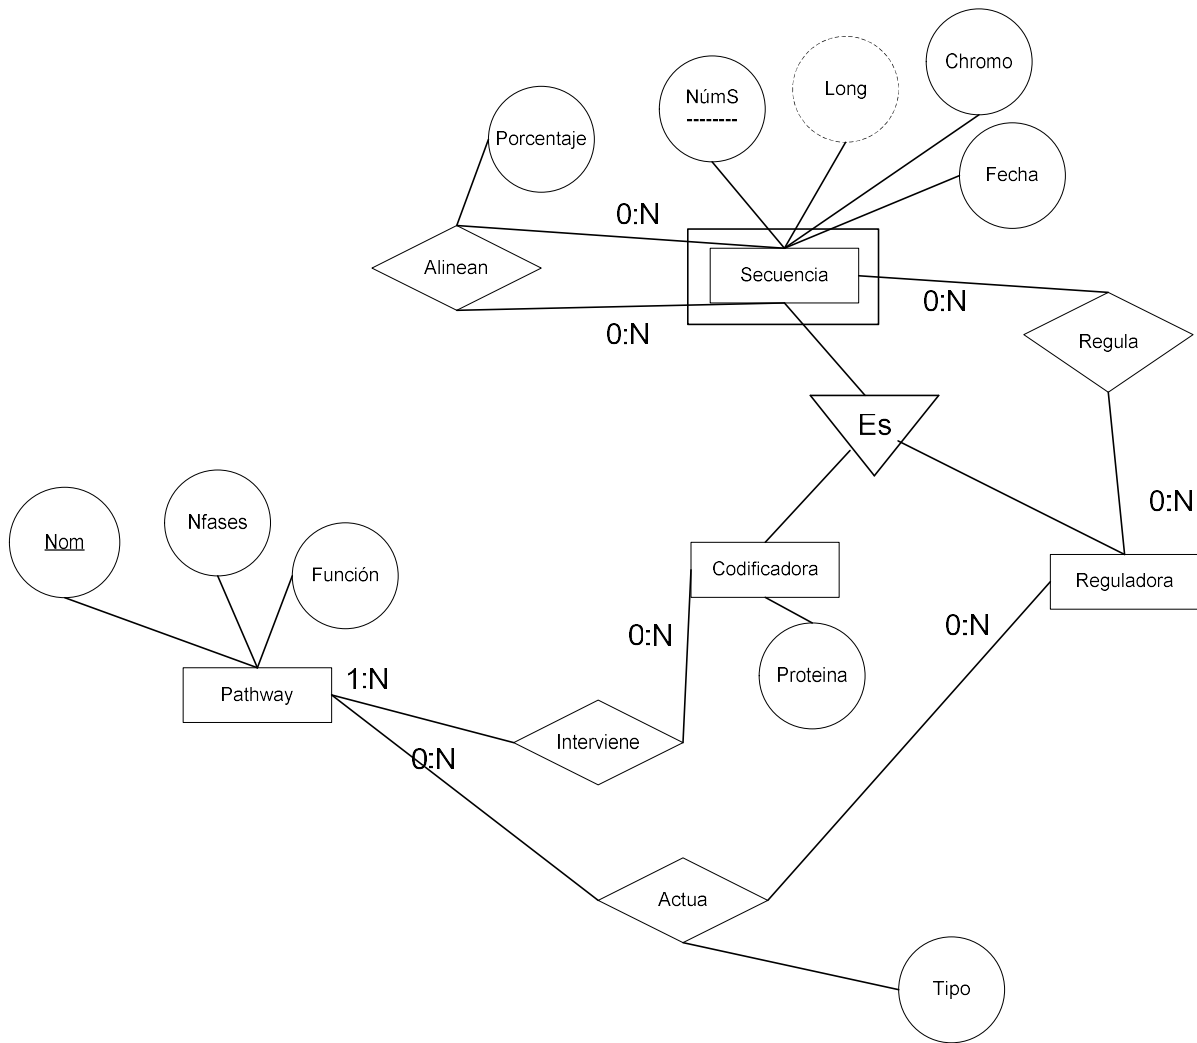 Chromo
Long
NúmS
Porcentaje
Fecha
0:N
Alinean
Secuencia
0:N
0:N
Regula
Es
0:N
Nfases
Nom
Función
Codificadora
Reguladora
0:N
0:N
Proteina
1:N
Pathway
Interviene
0:N
Actua
Tipo